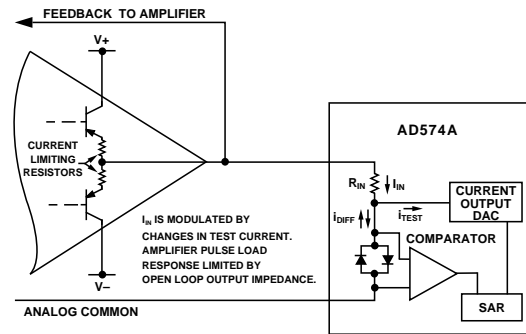 FEEDBACK TO AMPLIFIER
V+
AD574A
CURRENT
LIMITING
RESISTORS
RIN
IIN
CURRENT
OUTPUT
DAC
iDIFF
iTEST
IIN IS MODULATED BY
CHANGES IN TEST CURRENT.
AMPLIFIER PULSE LOAD
RESPONSE LIMITED BY
OPEN LOOP OUTPUT IMPEDANCE.
COMPARATOR
V–
SAR
ANALOG COMMON